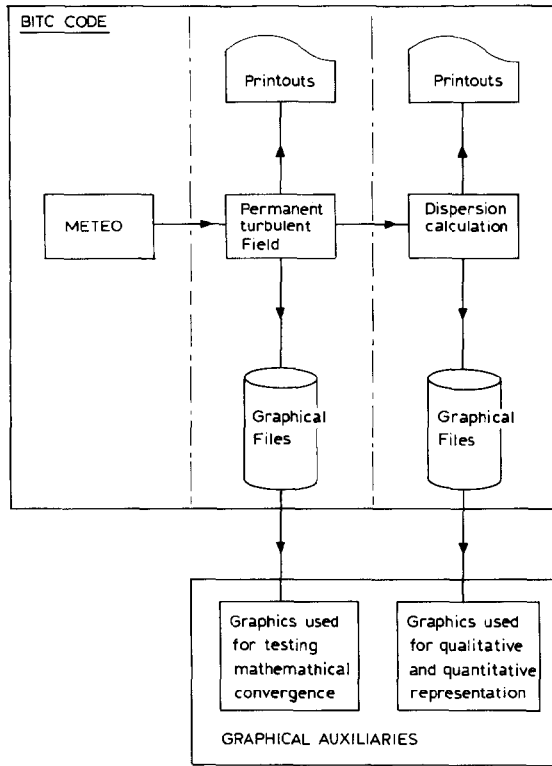 BITC CODE
Printouts
Printouts
METEO
Permanent
turbulent
Field
Dispersion
calculation
Graphical
Files
Graphical
Files
Graphics used
for testing
mathemathical
convergence
Graphics used
for qualitative
and quantitative
representation
GRAPHICAL AUXILIARIES